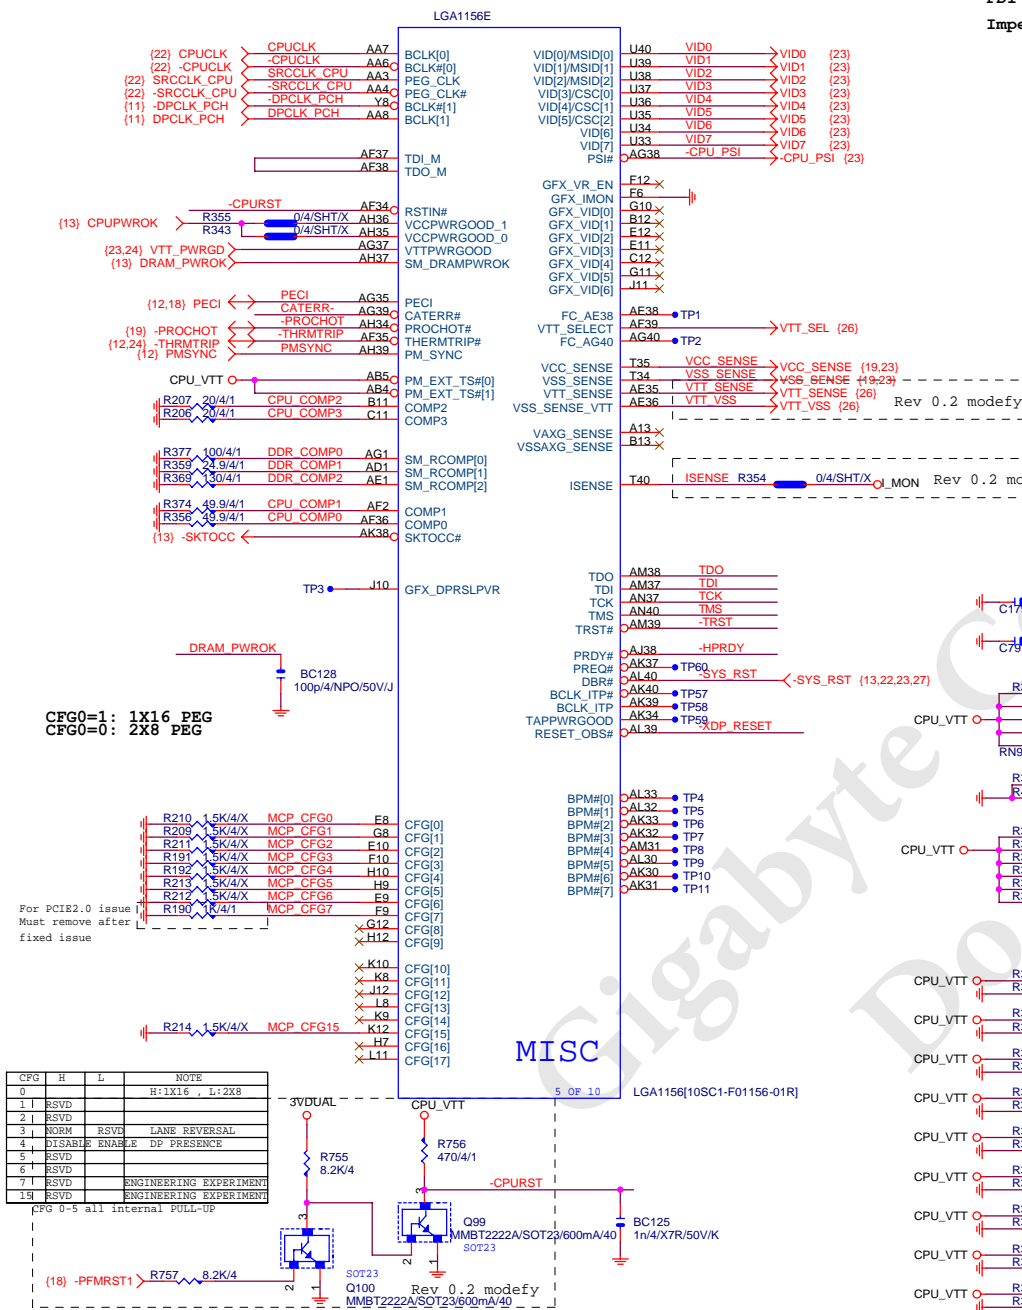 LGA1156E
Impe
{22} CPUCLK CPUCLK AA7 BCLK[0]
{22} -CPUCLK -CPUCLK AA6 BCLK#[0]
{22} SRCCLK_CPU SRCCLK_CPU AA3 PEG_CLK
{22} -SRCCLK_CPU -SRCCLK_CPU AA4 PEG_CLK#
{11} -DPCLK_PCH -DPCLK_PCH Y8 BCLK#[1]
{11} DPCLK_PCH DPCLK_PCH AA8 BCLK[1]
VID[0]/MSID[0] U40 VID0 VID0 {23}
VID[1]/MSID[1] U39 VID1 VID1 {23}
VID[2]/MSID[2] U38 VID2 VID2 {23}
VID[3]/CSC[0] U37 VID3 VID3 {23}
VID[4]/CSC[1] U36 VID4 VID4 {23}
VID[5]/CSC[2] U35 VID5 VID5 {23}
VID[6] U34 VID6 VID6 {23}
VID[7] U33 VID7 VID7 {23}
PSI# AG38 -CPU_PSI -CPU_PSI {23}
AF37 TDI_M
AF38 TDO_M
GFX_VR_EN F12
GFX_IMON F6
GFX_VID[0] G10
GFX_VID[1] B12
GFX_VID[2] E12
GFX_VID[3] E11
GFX_VID[4] C12
GFX_VID[5] G11
GFX_VID[6] J11
-CPURST AF34 RSTIN#
{13} CPUPWROK R355 0/4/SHT/X AH36 VCCPWRGOOD_1
R343 0/4/SHT/X AH35 VCCPWRGOOD_0
{23,24} VTT_PWRGD AG37 VTTPWRGOOD
{13} DRAM_PWROK AH37 SM_DRAMPWROK
{12,18} PECI PECI AG35 PECI
CATERR- AG39 CATERR#
{19} -PROCHOT -PROCHOT AH34 PROCHOT#
{12,24} -THRMTRIP -THRMTRIP AF35 THERMTRIP#
{12} PMSYNC PMSYNC AH39 PM_SYNC
FC_AE38 AE38 TP1
VTT_SELECT AF39 VTT_SEL {26}
FC_AG40 AG40 TP2
VCC_SENSE T35 VCC_SENSE VCC_SENSE {19,23}
VSS_SENSE T34 VSS_SENSE VSS_SENSE {19,23}
VTT_SENSE AE35 VTT_SENSE VTT_SENSE {26}
VSS_SENSE_VTT AE36 VTT_VSS VTT_VSS {26}
Rev 0.2 modefy
CPU_VTT AB5 PM_EXT_TS#[0]
AB4 PM_EXT_TS#[1]
R207 20/4/1 CPU_COMP2 B11 COMP2
R206 20/4/1 CPU_COMP3 C11 COMP3
VAXG_SENSE A13
VSSAXG_SENSE B13
R377 100/4/1 DDR_COMP0 AG1 SM_RCOMP[0]
R359 24.9/4/1 DDR_COMP1 AD1 SM_RCOMP[1]
R369 130/4/1 DDR_COMP2 AE1 SM_RCOMP[2]
ISENSE T40 ISENSE R354 0/4/SHT/X I_MON Rev 0.2 mo
R374 49.9/4/1 CPU_COMP1 AF2 COMP1
R356 49.9/4/1 CPU_COMP0 AF36 COMP0
{13} -SKTOCC AK38 SKTOCC#
TP3 J10 GFX_DPRSLPVR
TDO AM38 TDO
TDI AM37 TDI
TCK AN37 TCK
TMS AN40 TMS
TRST# AM39 -TRST
C79
PRDY# AJ38 -HPRDY
PREQ# AK37 TP60
DBR# AL40 -SYS_RST -SYS_RST {13,22,23,27}
BCLK_ITP# AK40 TP57
BCLK_ITP AK39 TP58
TAPPWRGOOD AK34 TP59
RESET_OBS# AL39 -XDP_RESET
DRAM_PWROK
BC128
100p/4/NPO/50V/J
CFG0=1: 1X16 PEG
CFG0=0: 2X8 PEG
CPU_VTT
RN9
BPM#[0] AL33 TP4
BPM#[1] AL32 TP5
BPM#[2] AK33 TP6
BPM#[3] AK32 TP7
BPM#[4] AM31 TP8
BPM#[5] AL30 TP9
BPM#[6] AK30 TP10
BPM#[7] AK31 TP11
CPU_VTT
R210 1.5K/4/X MCP_CFG0 E8 CFG[0]
R209 1.5K/4/X MCP_CFG1 G8 CFG[1]
R211 1.5K/4/X MCP_CFG2 E10 CFG[2]
R191 1.5K/4/X MCP_CFG3 F10 CFG[3]
R192 1.5K/4/X MCP_CFG4 H10 CFG[4]
R213 1.5K/4/X MCP_CFG5 H9 CFG[5]
R212 1.5K/4/X MCP_CFG6 E9 CFG[6]
R190 1K/4/1 MCP_CFG7 F9 CFG[7]
G12 CFG[8]
H12 CFG[9]
For PCIE2.0 issue
Must remove after
fixed issue
K10 CFG[10]
K8 CFG[11]
J12 CFG[12]
L8 CFG[13]
K9 CFG[14]
R214 1.5K/4/X MCP_CFG15 K12 CFG[15]
H7 CFG[16]
L11 CFG[17]
MISC
5 OF 10
LGA1156[10SC1-F01156-01R]
CPU_VTT
CPU_VTT
CPU_VTT
CPU_VTT
CPU_VTT
CPU_VTT
CPU_VTT
CPU_VTT
CPU_VTT
CFG H L NOTE
0 H:1X16 , L:2X8
1 RSVD
2 RSVD
3 NORM RSVD LANE REVERSAL
4 DISABLE ENABLE DP PRESENCE
5 RSVD
6 RSVD
7 RSVD ENGINEERING EXPERIMENT
15 RSVD ENGINEERING EXPERIMENT
CFG 0-5 all internal PULL-UP
3VDUAL
R755
8.2K/4
CPU_VTT
R756
470/4/1
-CPURST
3
Q99
MMBT2222A/SOT23/600mA/40
SOT23
2
1
BC125
1n/4/X7R/50V/K
3
{18} -PFMRST1 R757 8.2K/4
2
1
SOT23
Q100
MMBT2222A/SOT23/600mA/40
Rev 0.2 modefy
Gigabyte Co
Do